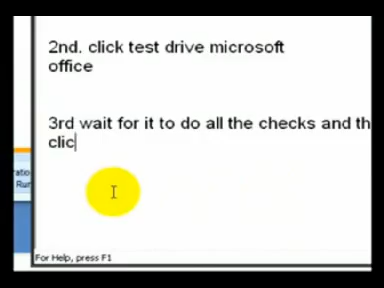 2nd. click test drive microsoft
office
3rd wait for it to do all the checks and th
clic
Run
For Help, press F1